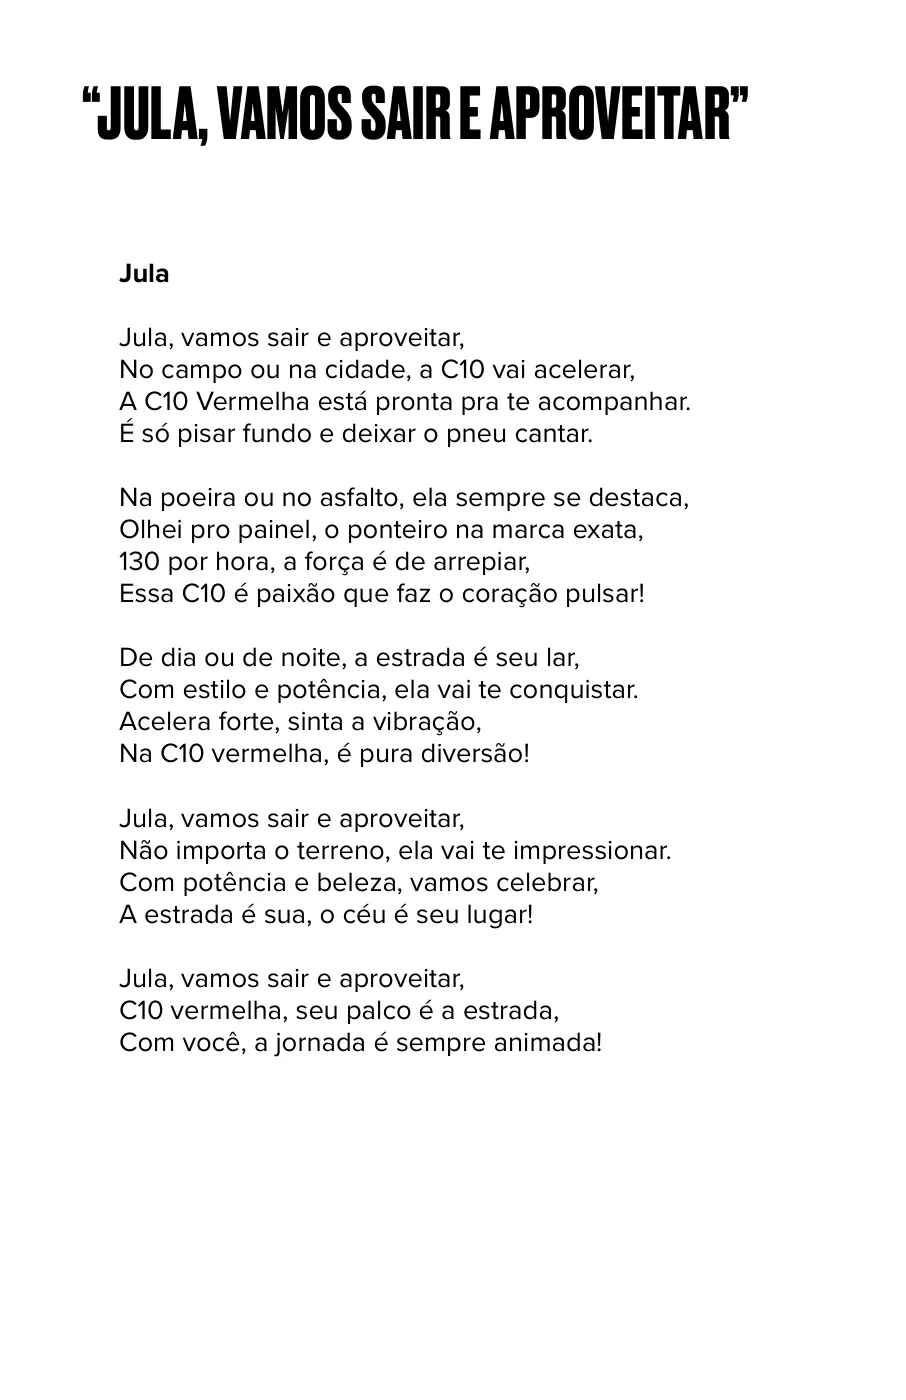 “JULA, VAMOS SAIR E APROVEITAR”
Jula
Jula, vamos sair e aproveitar,
No campo ou na cidade, a C10 vai acelerar,
A C10 Vermelha está pronta pra te acompanhar.
É só pisar fundo e deixar o pneu cantar.
Na poeira ou no asfalto, ela sempre se destaca,
Olhei pro painel, o ponteiro na marca exata,
130 por hora, a força é de arrepiar,
Essa C10 é paixão que faz o coração pulsar!
De dia ou de noite, a estrada é seu lar,
Com estilo e potência, ela vai te conquistar.
Acelera forte, sinta a vibração,
Na C10 vermelha, é pura diversão!
Jula, vamos sair e aproveitar,
Não importa o terreno, ela vai te impressionar.
Com potência e beleza, vamos celebrar,
A estrada é sua, o céu é seu lugar!
Jula, vamos sair e aproveitar,
C10 vermelha, seu palco é a estrada,
Com você, a jornada é sempre animada!